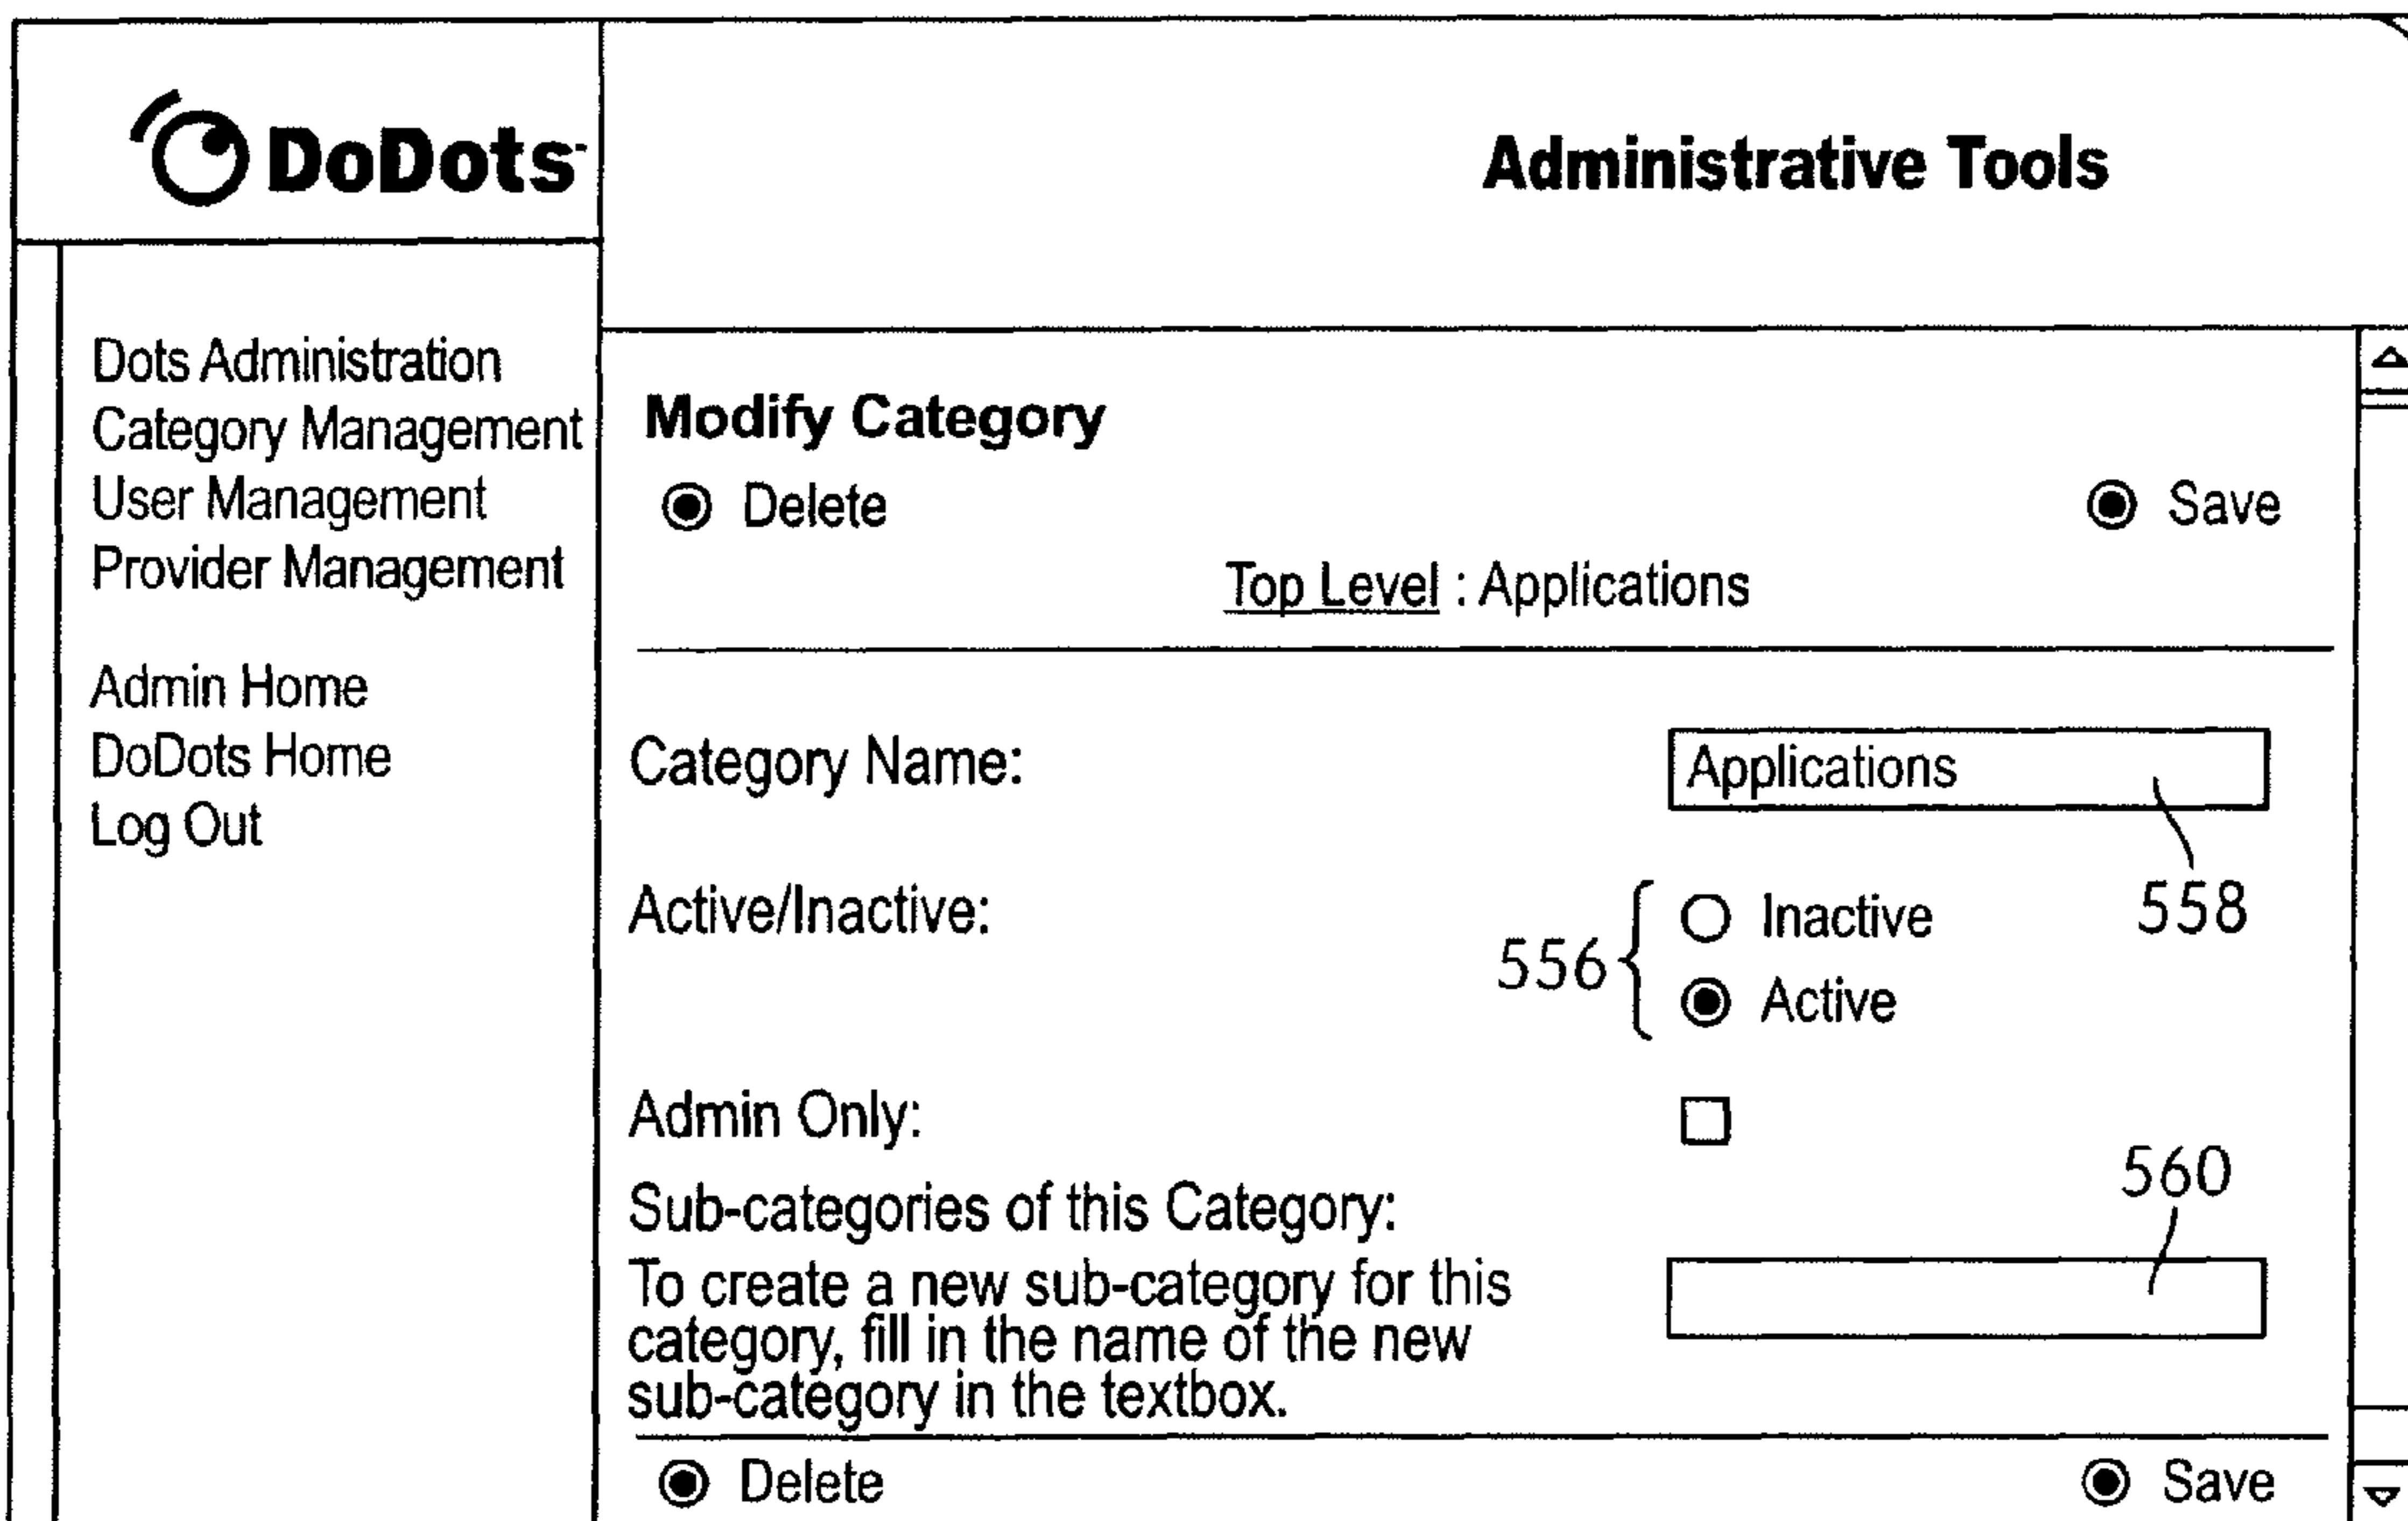 DoDots
Administrative Tools
Dots Administration
Category Management
User Management
Provider Management
Admin Home
DoDots Home
Log Out
Modify Category
Delete
Save
Top Level : Applications
Category Name:
Applications
558
Active/Inactive:
556
Inactive
Active
Admin Only:
560
Sub-categories of this Category:
To create a new sub-category for this
category, fill in the name of the new
sub-category in the textbox.
Delete
Save